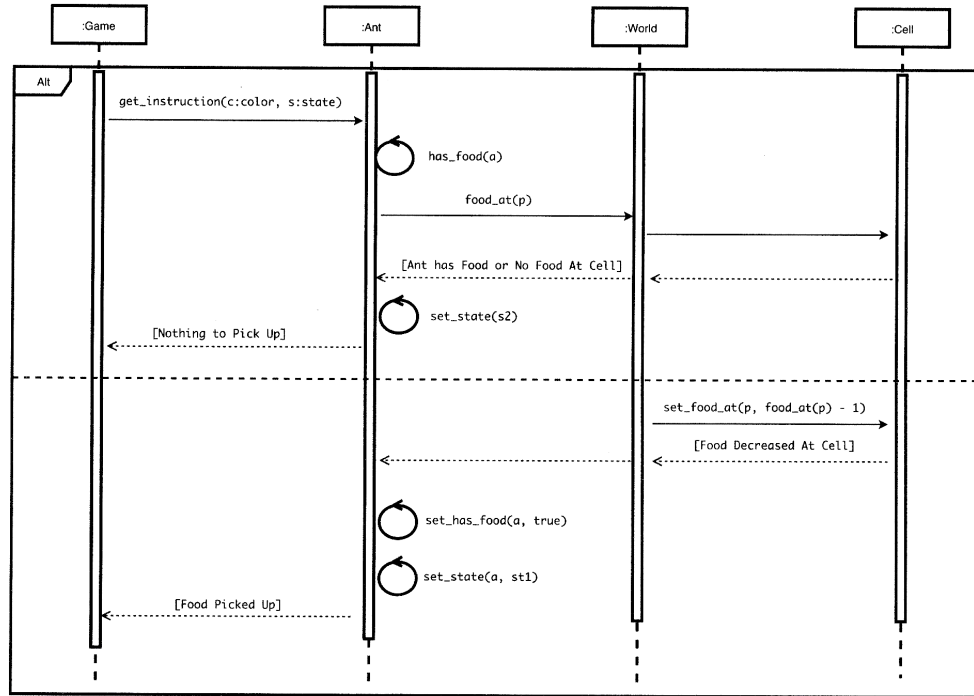 :Game
:Ant
:World
:Cell
Alt
get_instruction(c:color, s:state)
has_food(a)
food_at(p)
[Ant has Food or No Food At Cell]
set_state(s2)
[Nothing to Pick Up]
set_food_at(p, food_at(p) - 1)
[Food Decreased At Cell]
set_has_food(a, true)
set_state(a, st1)
[Food Picked Up]